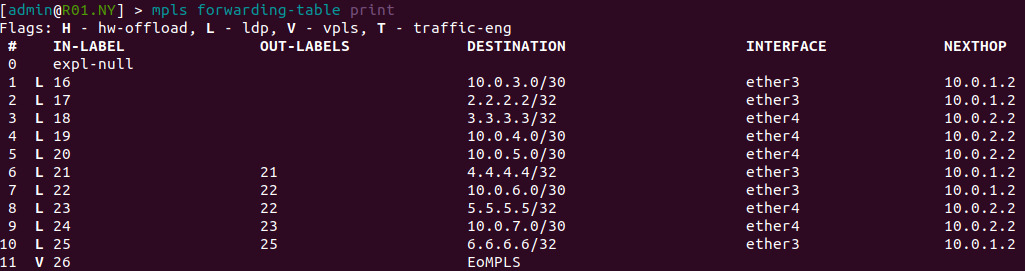 [admin@R01.NY] > mpls forwarding-table print
Flags: H - hw-offload, L - ldp, V - vpls, T - traffic-eng
 #     IN-LABEL        OUT-LABELS      DESTINATION      INTERFACE      NEXTHOP
 0     expl-null
 1   L 16                              10.0.3.0/30      ether3         10.0.1.2
 2   L 17                              2.2.2.2/32       ether3         10.0.1.2
 3   L 18                              3.3.3.3/32       ether4         10.0.2.2
 4   L 19                              10.0.4.0/30      ether4         10.0.2.2
 5   L 20                              10.0.5.0/30      ether4         10.0.2.2
 6   L 21              21              4.4.4.4/32       ether3         10.0.1.2
 7   L 22              22              10.0.6.0/30      ether3         10.0.1.2
 8   L 23              22              5.5.5.5/32       ether4         10.0.2.2
 9   L 24              23              10.0.7.0/30      ether4         10.0.2.2
10   L 25              25              6.6.6.6/32       ether3         10.0.1.2
11   V 26                              EoMPLS